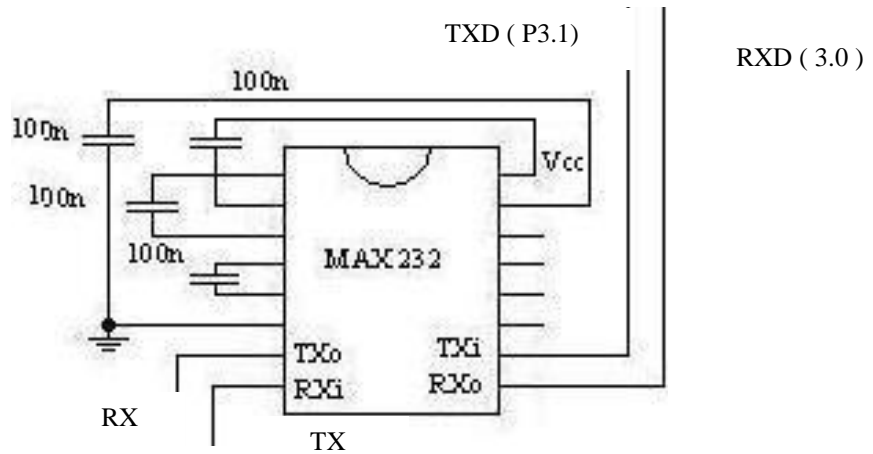 TXD ( P3.1)
RXD ( 3.0 )
100n
100n
Vcc
100n
100n
MAX232
TXo TXi
RXi RXo
RX
TX